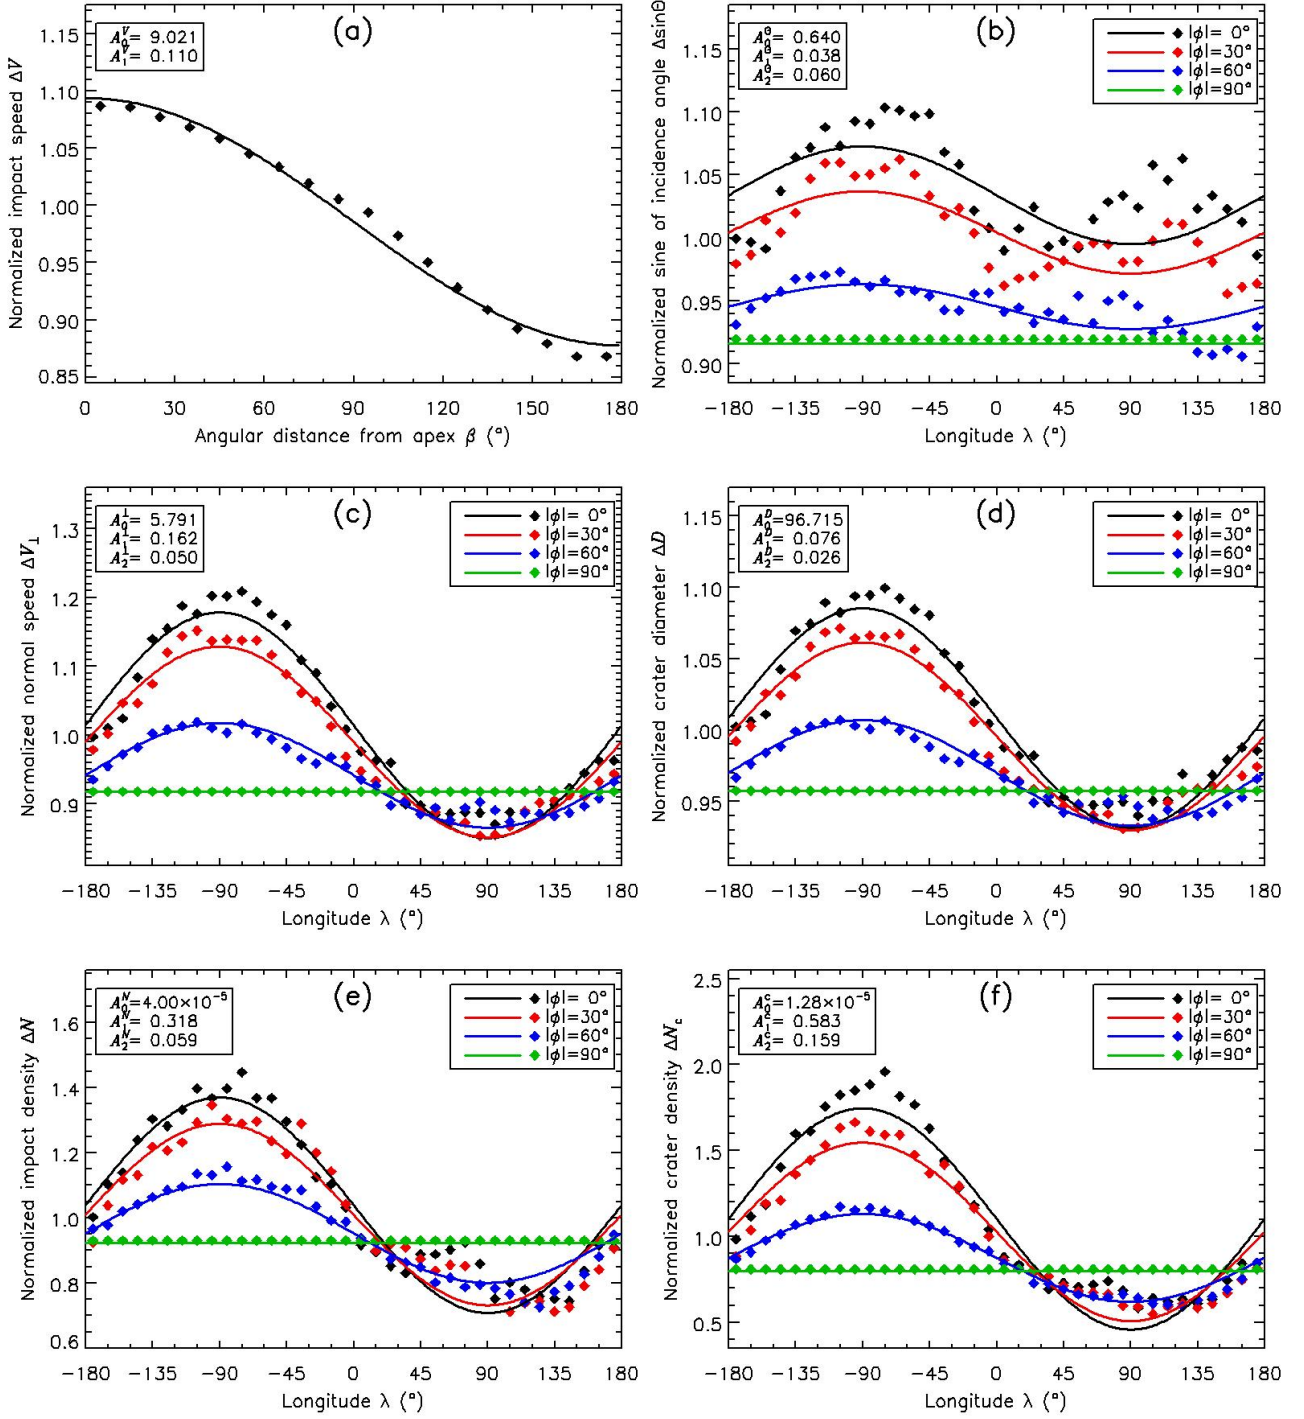 (a)
A₀ⱽ= 9.021
A₁ⱽ= 0.110
Normalized impact speed ΔV
1.15
1.10
1.05
1.00
0.95
0.90
0.85
0 30 60 90 120 150 180
Angular distance from apex β (°)
(b)
A₀^Θ= 0.640
A₁^Θ= 0.038
A₂^Θ= 0.060
|φ|= 0°
|φ|=30°
|φ|=60°
|φ|=90°
Normalized sine of incidence angle ΔsinΘ
1.15
1.10
1.05
1.00
0.95
0.90
−180 −135 −90 −45 0 45 90 135 180
Longitude λ (°)
(c)
A₀^⊥= 5.791
A₁^⊥= 0.162
A₂^⊥= 0.050
|φ|= 0°
|φ|=30°
|φ|=60°
|φ|=90°
Normalized normal speed ΔV⊥
1.3
1.2
1.1
1.0
0.9
−180 −135 −90 −45 0 45 90 135 180
Longitude λ (°)
(d)
A₀ᴰ=96.715
A₁ᴰ= 0.076
A₂ᴰ= 0.026
|φ|= 0°
|φ|=30°
|φ|=60°
|φ|=90°
Normalized crater diameter ΔD
1.15
1.10
1.05
1.00
0.95
−180 −135 −90 −45 0 45 90 135 180
Longitude λ (°)
(e)
A₀ᴺ=4.00×10⁻⁵
A₁ᴺ= 0.318
A₂ᴺ= 0.059
|φ|= 0°
|φ|=30°
|φ|=60°
|φ|=90°
Normalized impact density ΔN
1.6
1.4
1.2
1.0
0.8
0.6
−180 −135 −90 −45 0 45 90 135 180
Longitude λ (°)
(f)
A₀ᶜ=1.28×10⁻⁵
A₁ᶜ= 0.583
A₂ᶜ= 0.159
|φ|= 0°
|φ|=30°
|φ|=60°
|φ|=90°
Normalized crater density ΔN_c
2.5
2.0
1.5
1.0
0.5
−180 −135 −90 −45 0 45 90 135 180
Longitude λ (°)